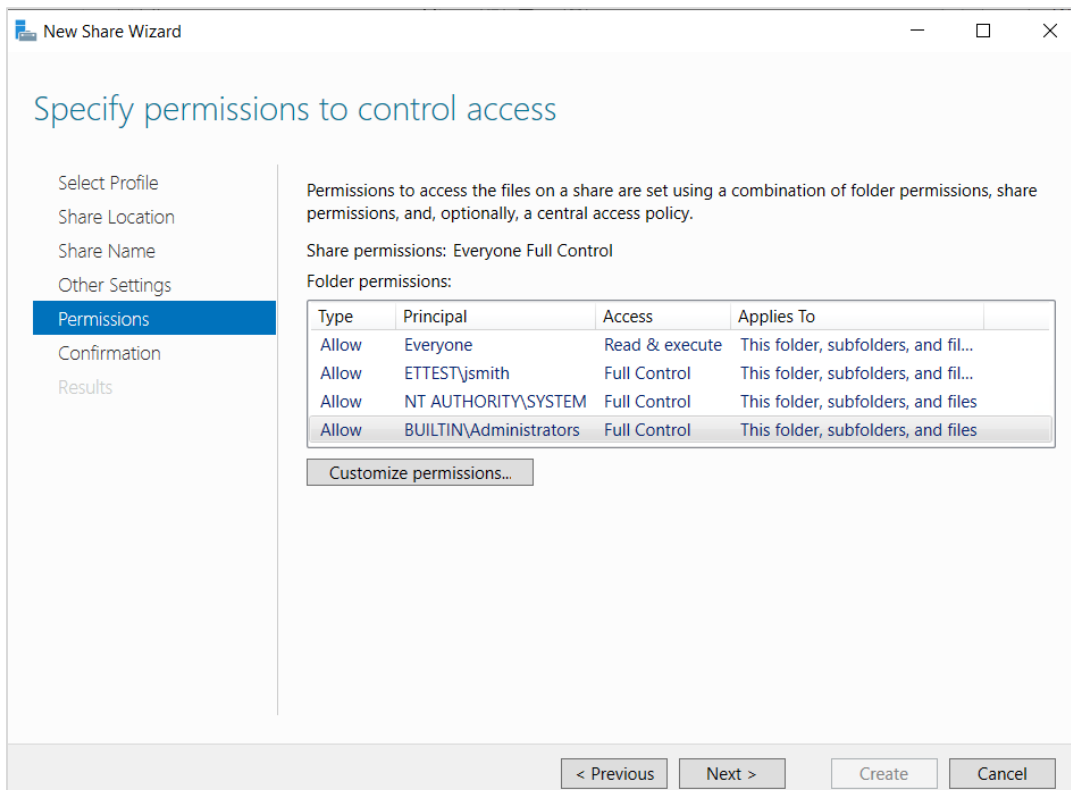 New Share Wizard
Specify permissions to control access
Select Profile
Share Location
Share Name
Other Settings
Permissions
Confirmation
Results
Permissions to access the files on a share are set using a combination of folder permissions, share
permissions, and, optionally, a central access policy.
Share permissions: Everyone Full Control
Folder permissions:
Type Principal Access Applies To
Allow Everyone Read & execute This folder, subfolders, and fil...
Allow ETTEST\jsmith Full Control This folder, subfolders, and fil...
Allow NT AUTHORITY\SYSTEM Full Control This folder, subfolders, and files
Allow BUILTIN\Administrators Full Control This folder, subfolders, and files
Customize permissions...
< Previous Next > Create Cancel